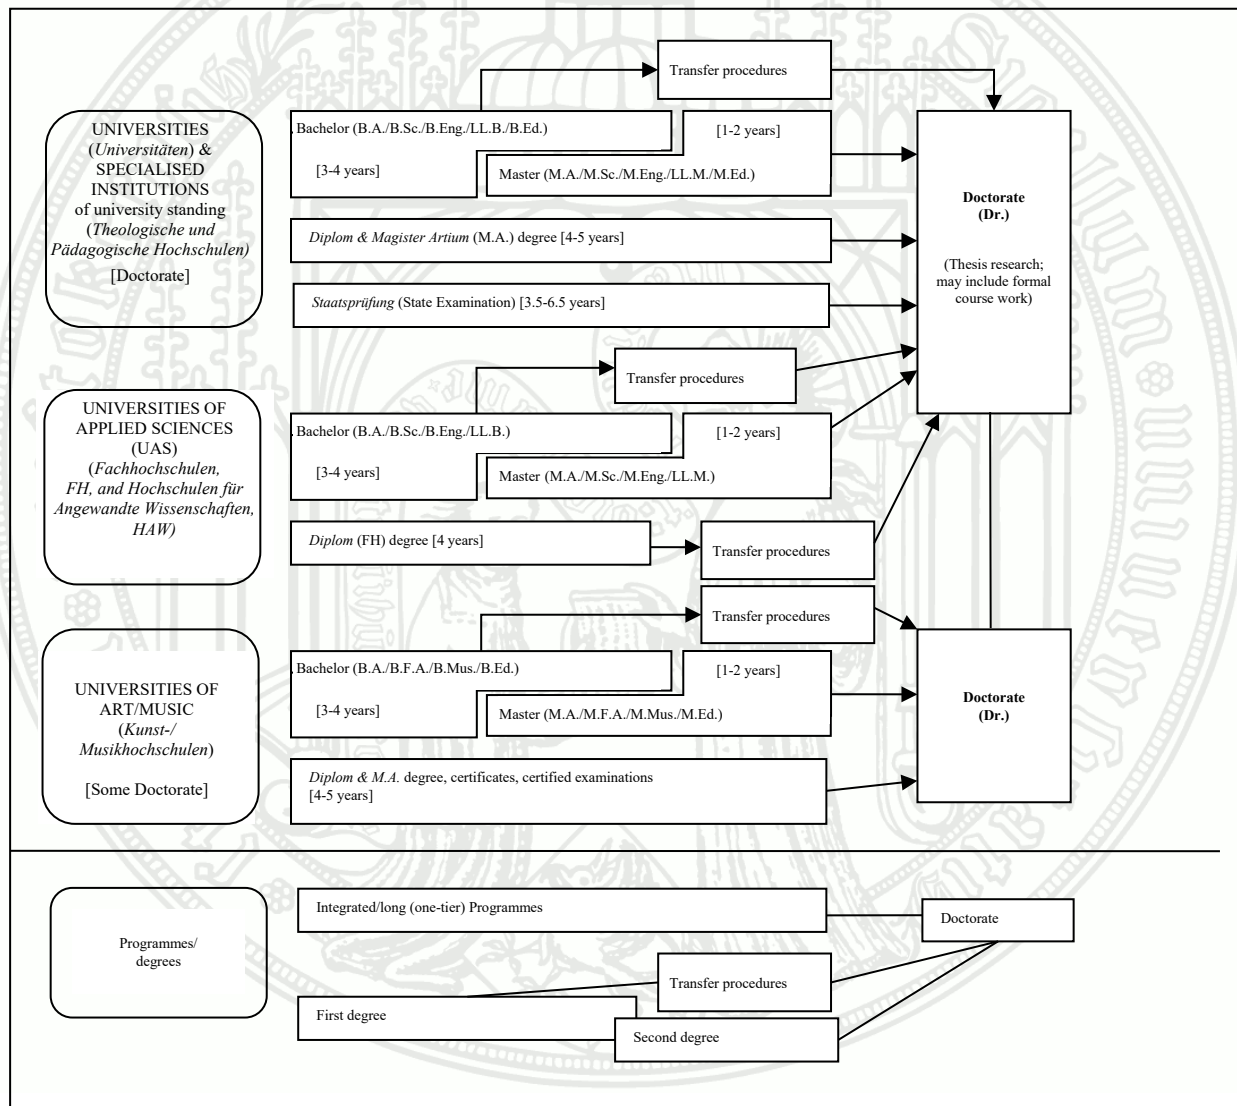 Transfer procedures
UNIVERSITIES
(Universitäten) &
SPECIALISED
INSTITUTIONS
of university standing
(Theologische und
Pädagogische Hochschulen)
[Doctorate]
Bachelor (B.A./B.Sc./B.Eng./LL.B./B.Ed.)
[1-2 years]
[3-4 years]
Master (M.A./M.Sc./M.Eng./LL.M./M.Ed.)
Diplom & Magister Artium (M.A.) degree [4-5 years]
Staatsprüfung (State Examination) [3.5-6.5 years]
Doctorate
(Dr.)
(Thesis research;
may include formal
course work)
Transfer procedures
UNIVERSITIES OF
APPLIED SCIENCES
(UAS)
(Fachhochschulen,
FH, and Hochschulen für
Angewandte Wissenschaften,
HAW)
Bachelor (B.A./B.Sc./B.Eng./LL.B.)
[1-2 years]
[3-4 years]
Master (M.A./M.Sc./M.Eng./LL.M.)
Diplom (FH) degree [4 years]
Transfer procedures
Transfer procedures
UNIVERSITIES OF
ART/MUSIC
(Kunst-/
Musikhochschulen)
[Some Doctorate]
Bachelor (B.A./B.F.A./B.Mus./B.Ed.)
[1-2 years]
[3-4 years]
Master (M.A./M.F.A./M.Mus./M.Ed.)
Diplom & M.A. degree, certificates, certified examinations
[4-5 years]
Doctorate
(Dr.)
Programmes/
degrees
Integrated/long (one-tier) Programmes
Doctorate
Transfer procedures
First degree
Second degree